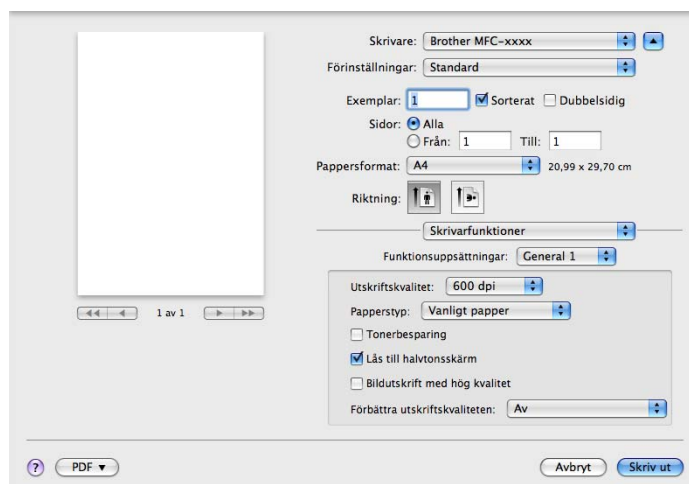 Skrivare: Brother MFC-xxxx
Förinställningar: Standard
Exemplar: 1 Sorterat Dubbelsidig
Sidor: Alla
Från: 1 Till: 1
Pappersformat: A4 20,99 x 29,70 cm
Riktning:
Skrivarfunktioner
Funktionsuppsättningar: General 1
Utskriftskvalitet: 600 dpi
1 av 1
Papperstyp: Vanligt papper
Tonerbesparing
Lås till halvtonsskärm
Bildutskrift med hög kvalitet
Förbättra utskriftskvaliteten: Av
? PDF Avbryt Skriv ut